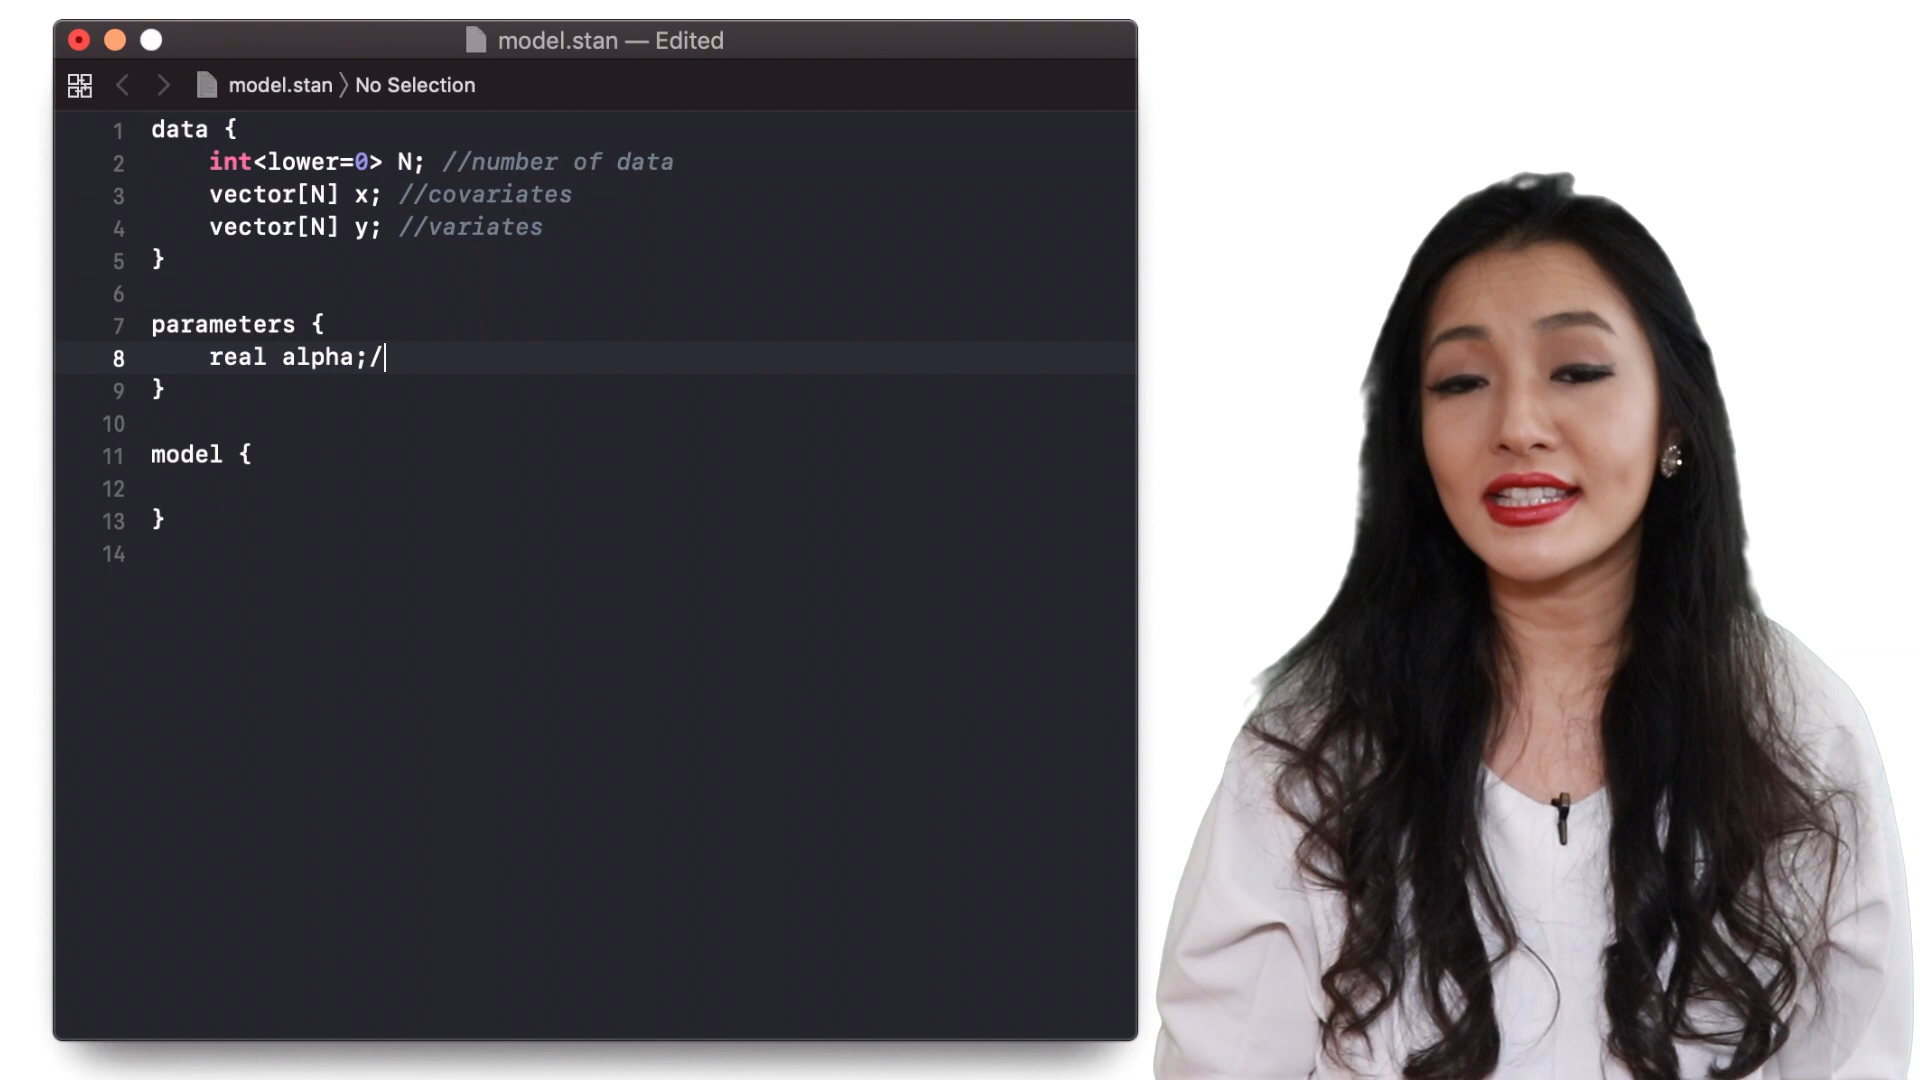 model.stan — Edited
model.stan 〉 No Selection
1 data {
2     int<lower=0> N; //number of data
3     vector[N] x; //covariates
4     vector[N] y; //variates
5 }
6
7 parameters {
8     real alpha;/
9 }
10
11 model {
12
13 }
14